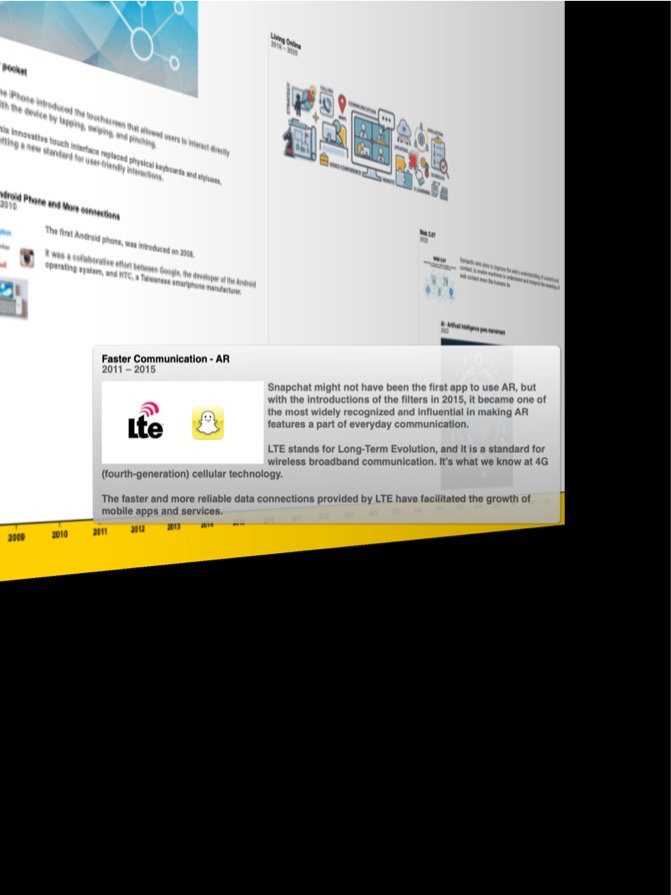 Living Online
2016 – 2020
pocket
iPhone introduced the touchscreen that allowed users to interact directly
with the device by tapping, swiping, and pinching.
innovative touch interface replaced physical keyboards and styluses,
setting a new standard for user-friendly interactions.
Android Phone and More connections
2010
The first Android phone, was introduced on 2008.
It was a collaborative effort between Google, the developer of the Android
operating system, and HTC, a Taiwanese smartphone manufacturer.
AI - Artificial Intelligence goes mainstream
Faster Communication - AR
2011 – 2015
Lte
Snapchat might not have been the first app to use AR, but
with the introductions of the filters in 2015, it became one of
the most widely recognized and influential in making AR
features a part of everyday communication.
LTE stands for Long-Term Evolution, and it is a standard for
wireless broadband communication. It's what we know at 4G
(fourth-generation) cellular technology.
The faster and more reliable data connections provided by LTE have facilitated the growth of
mobile apps and services.
2009 2010 2011 2012 2013 2014